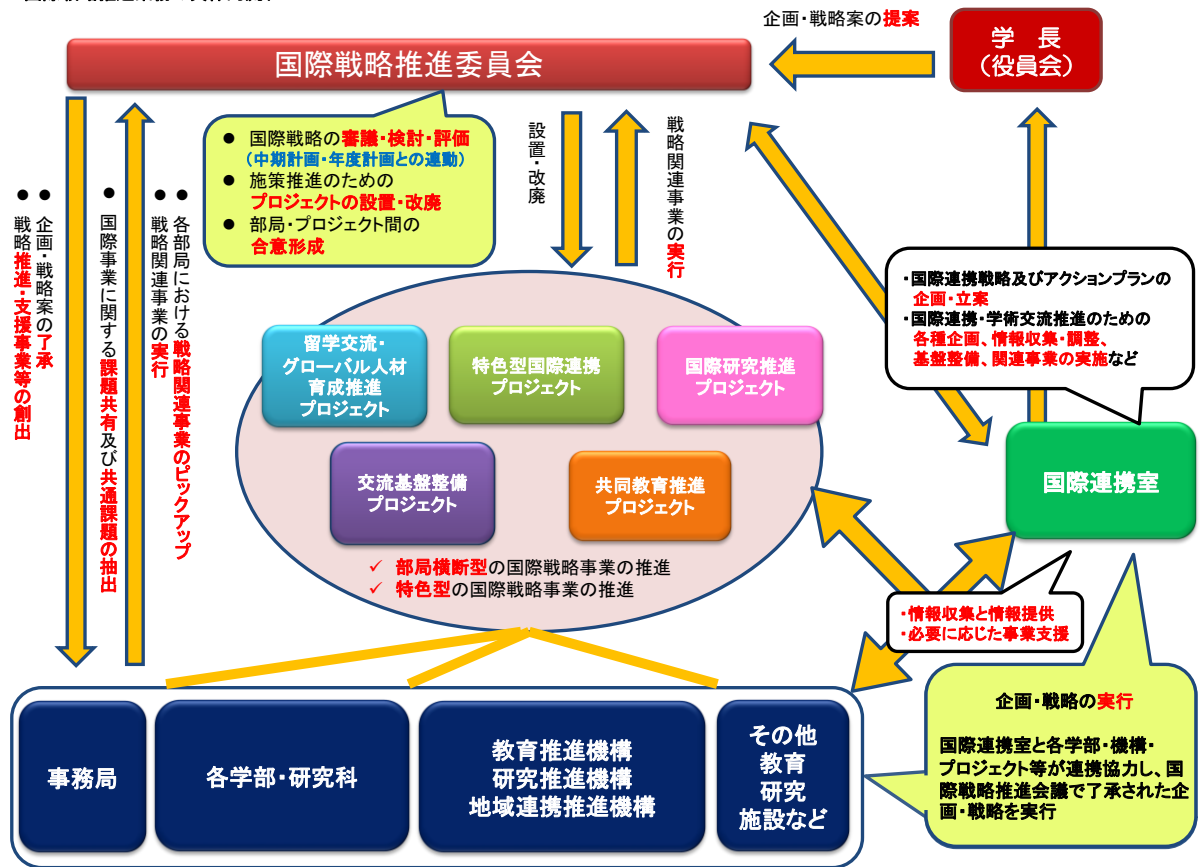 企画・戦略案の提案
学　長
（役員会）
国際戦略推進委員会
● 国際戦略の審議・検討・評価
（中期計画・年度計画との連動）
● 施策推進のための
プロジェクトの設置・改廃
● 部局・プロジェクト間の
合意形成
設置・改廃
戦略関連事業の実行
● 企画・戦略案の了承
● 戦略推進・支援事業等の創出
● 国際事業に関する課題共有及び共通課題の抽出
● 各部局における戦略関連事業のピックアップ
● 戦略関連事業の実行
・国際連携戦略及びアクションプランの
企画・立案
・国際連携・学術交流推進のための
各種企画、情報収集・調整、
基盤整備、関連事業の実施など
留学交流・
グローバル人材
育成推進
プロジェクト
特色型国際連携
プロジェクト
国際研究推進
プロジェクト
交流基盤整備
プロジェクト
共同教育推進
プロジェクト
国際連携室
✓ 部局横断型の国際戦略事業の推進
✓ 特色型の国際戦略事業の推進
・情報収集と情報提供
・必要に応じた事業支援
企画・戦略の実行
国際連携室と各学部・機構・
プロジェクト等が連携協力し、国
際戦略推進会議で了承された企
画・戦略を実行
事務局
各学部・研究科
教育推進機構
研究推進機構
地域連携推進機構
その他
教育
研究
施設など